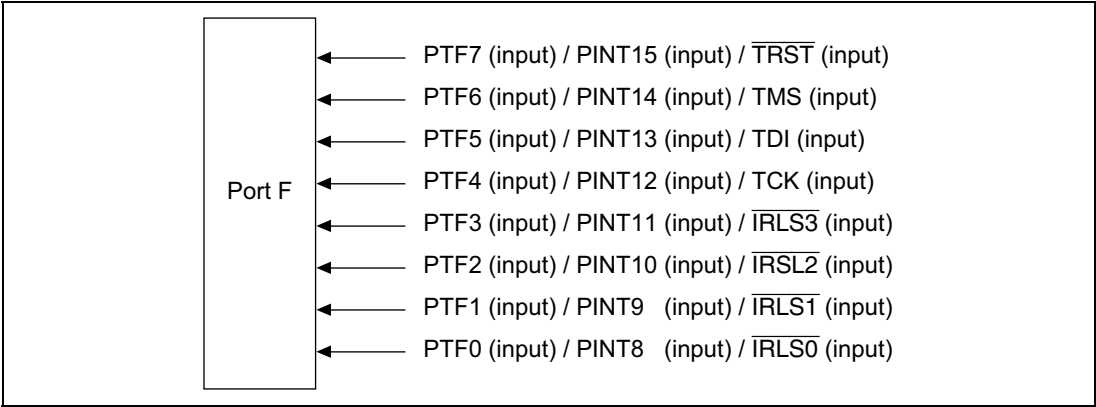 PTF7 (input) / PINT15 (input) / TRST (input)
PTF6 (input) / PINT14 (input) / TMS (input)
PTF5 (input) / PINT13 (input) / TDI (input)
Port F
PTF4 (input) / PINT12 (input) / TCK (input)
PTF3 (input) / PINT11 (input) / IRLS3 (input)
PTF2 (input) / PINT10 (input) / IRSL2 (input)
PTF1 (input) / PINT9 (input) / IRLS1 (input)
PTF0 (input) / PINT8 (input) / IRLS0 (input)